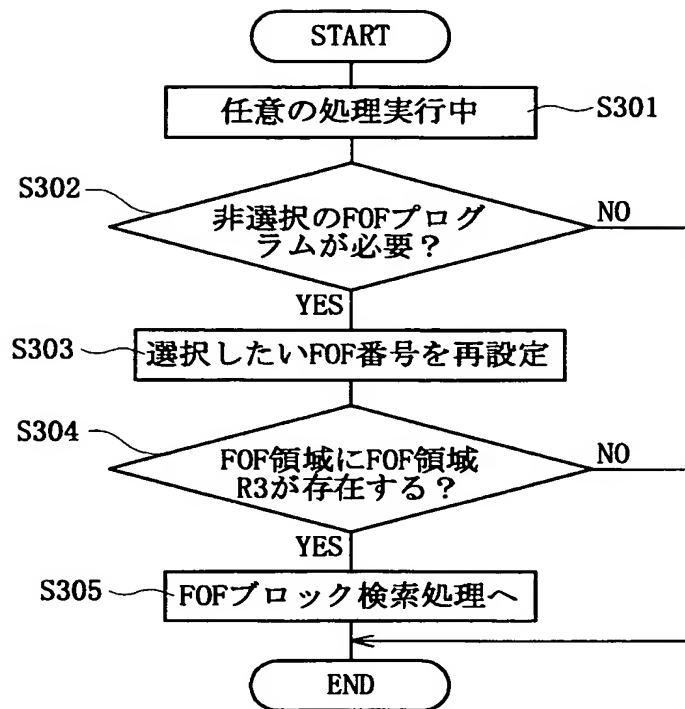 START
任意の処理実行中
S301
S302
非選択のFOFプログ
ラムが必要？
NO
YES
S303
選択したいFOF番号を再設定
S304
FOF領域にFOF領域
R3が存在する？
NO
YES
S305
FOFブロック検索処理へ
END